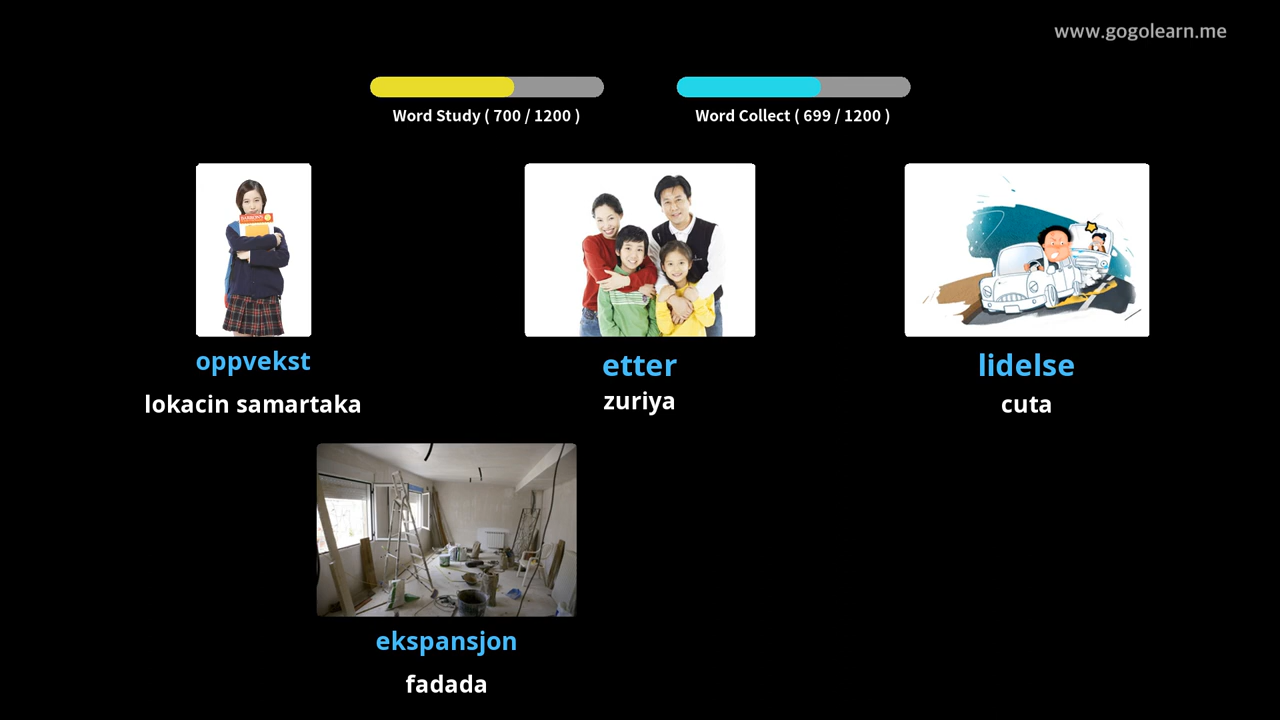 www.gogolearn.me
Word Study ( 700 / 1200 )
Word Collect ( 699 / 1200 )
BARRON'S
oppvekst
lokacin samartaka
etter
zuriya
lidelse
cuta
ekspansjon
fadada